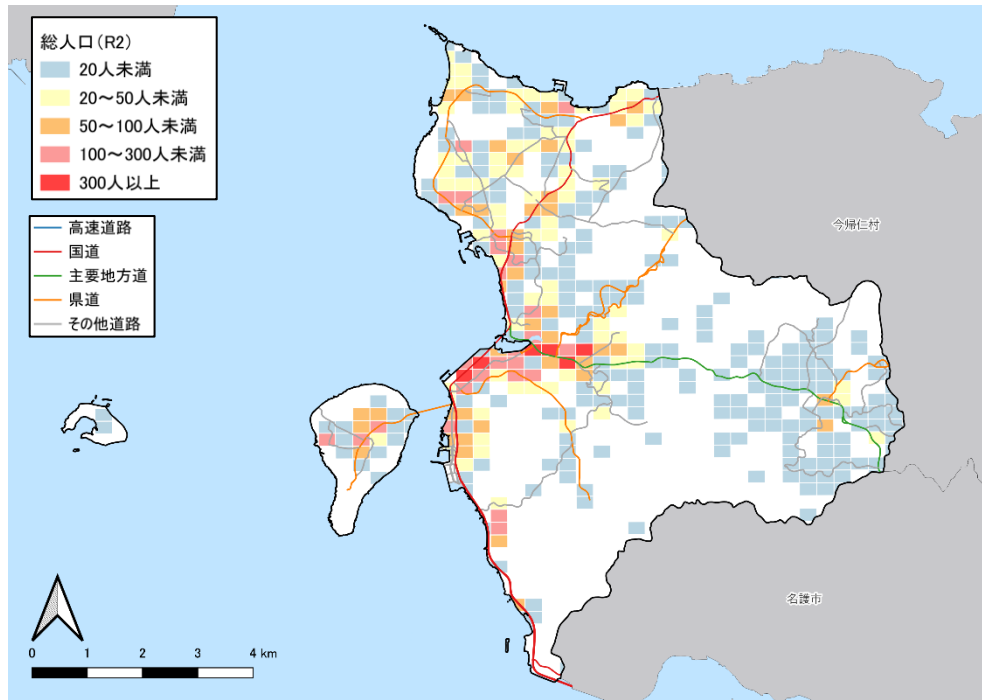 総人口(R2)
20人未満
20~50人未満
50~100人未満
100~300人未満
300人以上
高速道路
国道
主要地方道
県道
その他道路
今帰仁村
名護市
0 1 2 3 4 km